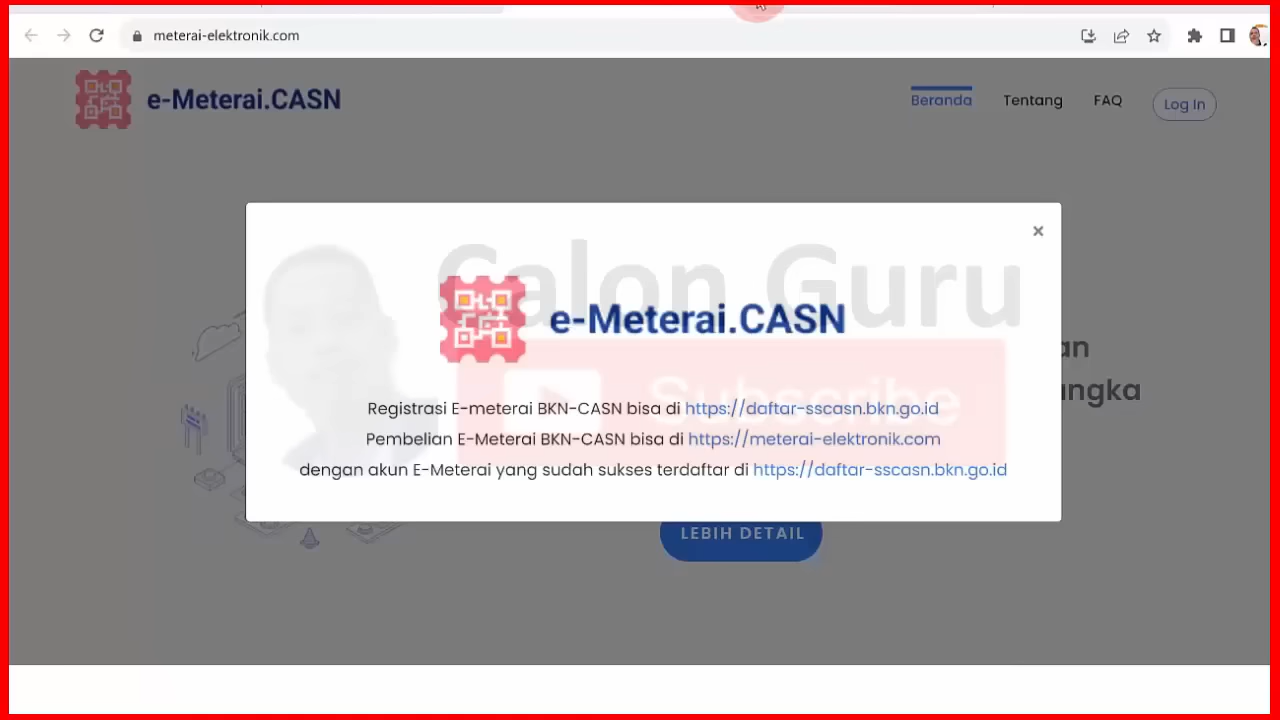 meterai-elektronik.com
e-Meterai.CASN
Beranda
Tentang
FAQ
Log In
×
Calon Guru
e-Meterai.CASN
Subscribe
Registrasi E-meterai BKN-CASN bisa di https://daftar-sscasn.bkn.go.id
Pembelian E-Meterai BKN-CASN bisa di https://meterai-elektronik.com
dengan akun E-Meterai yang sudah sukses terdaftar di https://daftar-sscasn.bkn.go.id
LEBIH DETAIL